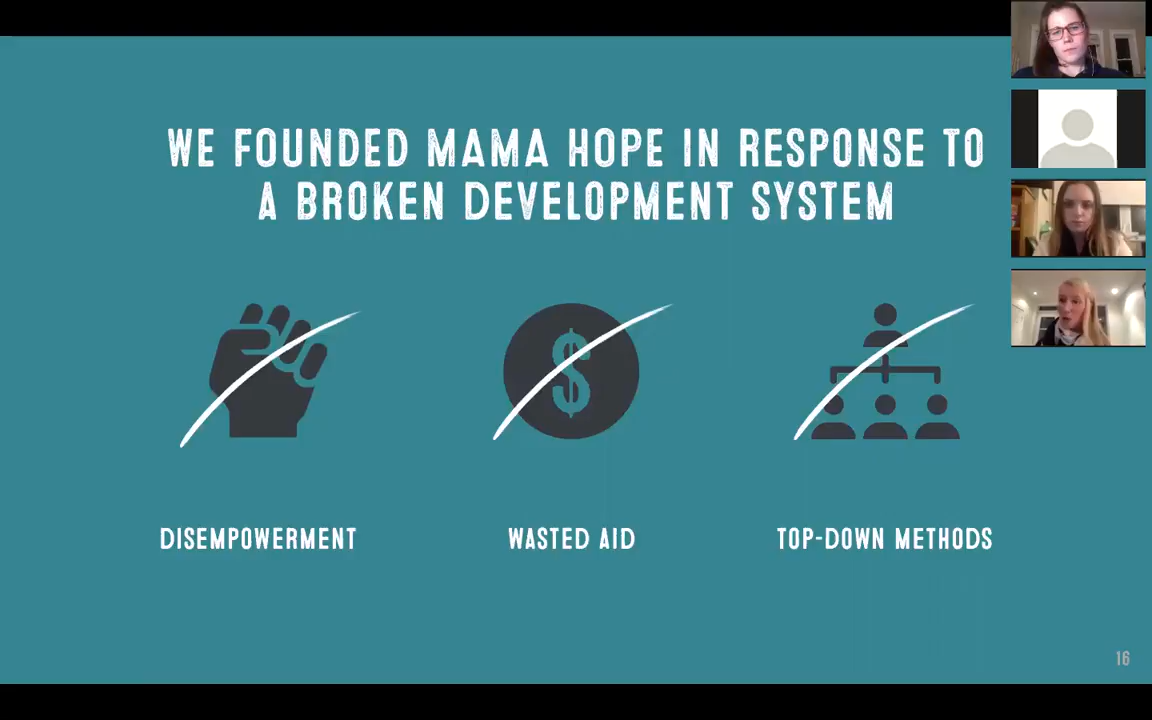 WE FOUNDED MAMA HOPE IN RESPONSE TO
A BROKEN DEVELOPMENT SYSTEM
$
DISEMPOWERMENT
WASTED AID
TOP-DOWN METHODS
16